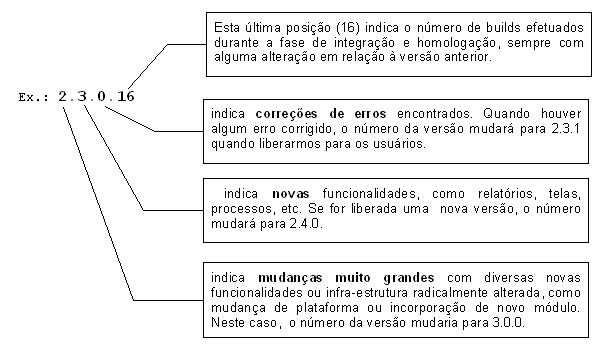 Esta última posição (16) indica o número de builds efetuados
durante a fase de integração e homologação, sempre com
alguma alteração em relação à versão anterior.
Ex.: 2.3.0.16
indica correções de erros encontrados. Quando houver
algum erro corrigido, o número da versão mudará para 2.3.1
quando liberarmos para os usuários.
indica novas funcionalidades, como relatórios, telas,
processos, etc. Se for liberada uma nova versão, o número
mudará para 2.4.0.
indica mudanças muito grandes com diversas novas
funcionalidades ou infra-estrutura radicalmente alterada, como
mudança de plataforma ou incorporação de novo módulo.
Neste caso, o número da versão mudaria para 3.0.0.